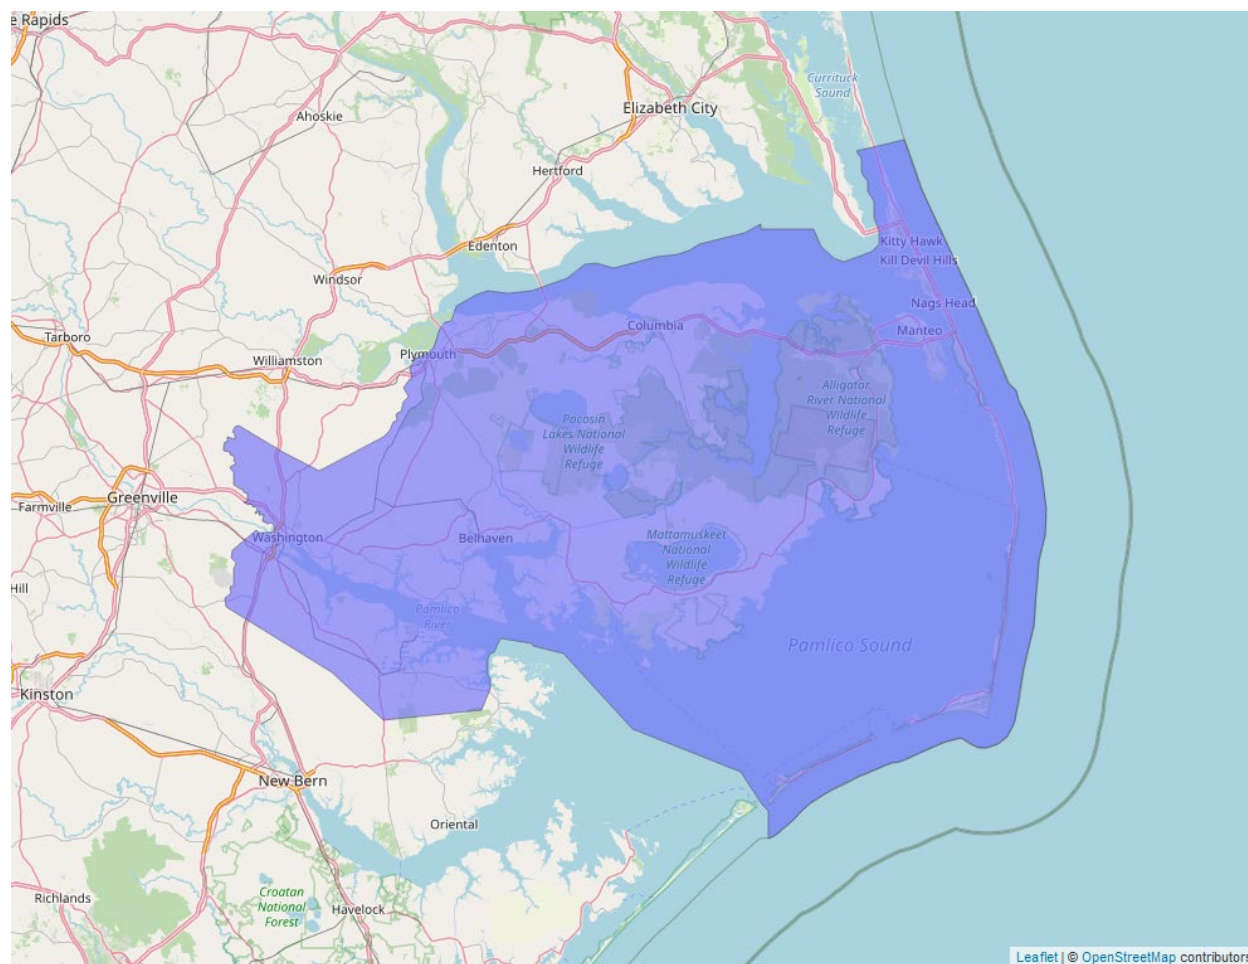 e Rapids
Currituck
Sound
Elizabeth City
Ahoskie
Hertford
Edenton
Kitty Hawk
Kill Devil Hills
Windsor
Nags Head
Columbia
Manteo
Tarboro
Plymouth
Williamston
Alligator
River National
Wildlife
Refuge
Pocosin
Lakes National
Wildlife
Refuge
Greenville
Farmville
Washington
Belhaven
Mattamuskeet
National
Wildlife
Refuge
Hill
Pamlico
River
Pamlico Sound
Kinston
New Bern
Oriental
Croatan
National
Forest
Richlands
Havelock
Leaflet | © OpenStreetMap contributors